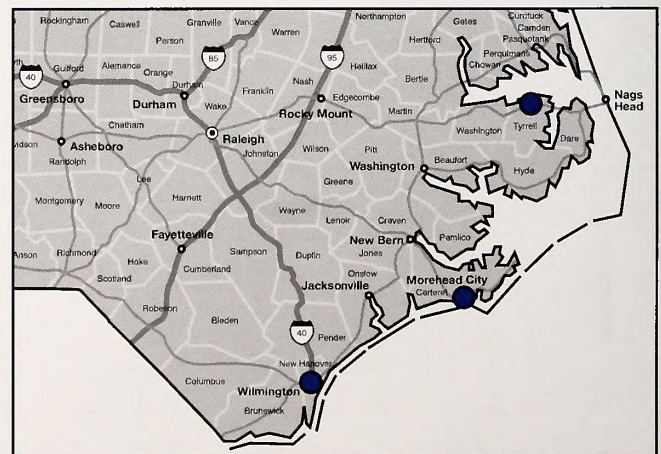 Rockingham
Caswell
Granville
Vance
Warren
Northampton
Gates
Currituck
Camden
Pasquotank
Perquimans
Chowan
Hertford
Person
85
95
Halifax
Bertie
40
Guilford
Alamance
Orange
Durham
Franklin
Nash
Greensboro
Durham
Wake
Edgecombe
Rocky Mount
Martin
Nags
Head
Washington
Tyrrell
Dare
Chatham
Raleigh
Asheboro
Randolph
Johnston
Wilson
Pitt
Washington
Beaufort
Hyde
Lee
Greene
Montgomery
Moore
Harnett
Wayne
Lenoir
Craven
Fayetteville
Sampson
Duplin
New Bern
Jones
Pamlico
Anson
Richmond
Hoke
Cumberland
Scotland
Onslow
Jacksonville
Morehead City
Carteret
Robeson
Bladen
40
Pender
New Hanover
Columbus
Wilmington
Brunswick